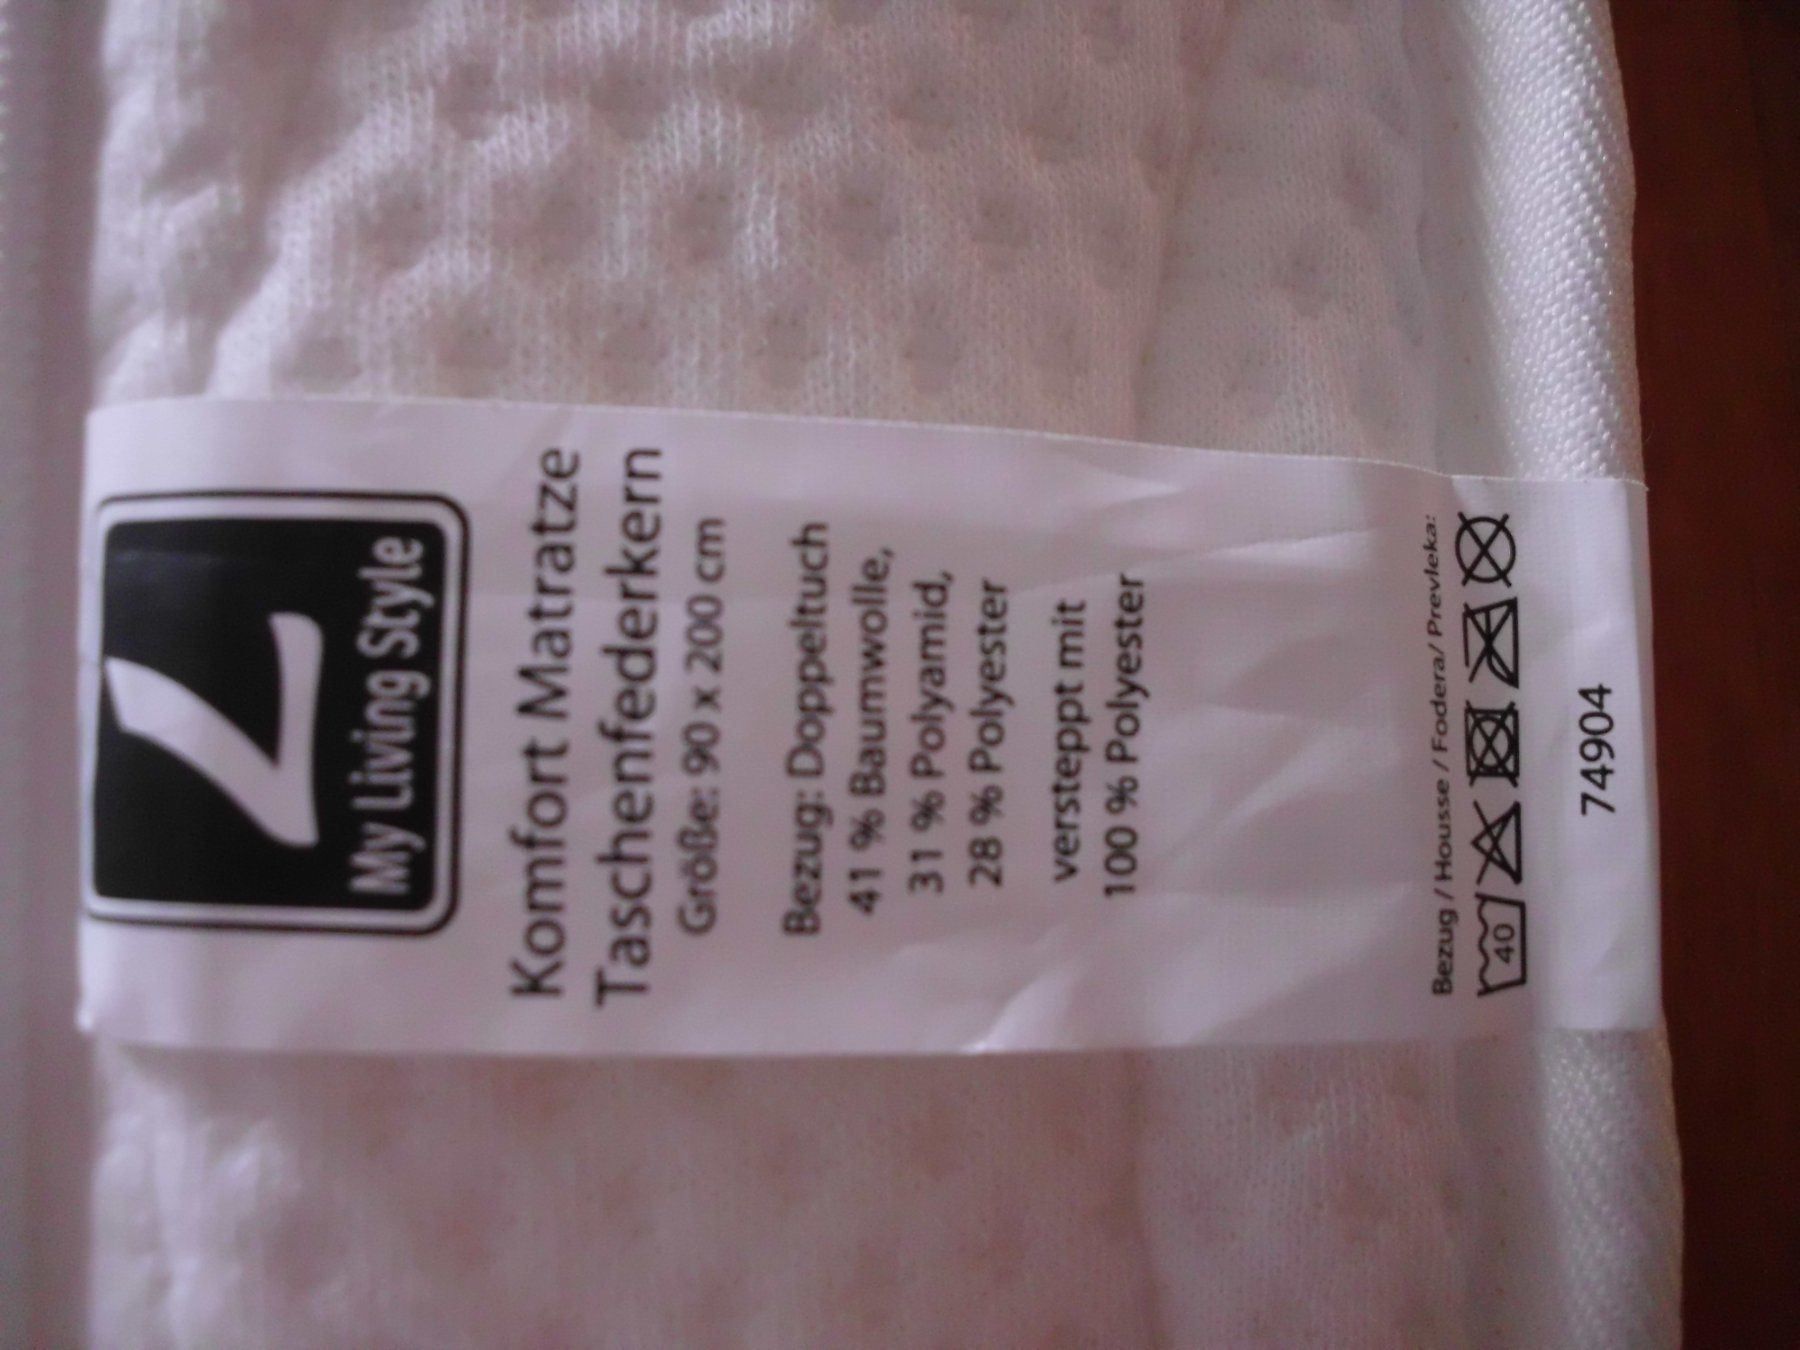 My Living Style
Komfort Matratze
Taschenfederkern
Größe: 90 x 200 cm
Bezug: Doppeltuch
41 % Baumwolle,
31 % Polyamid,
28 % Polyester
versteppt mit
100 % Polyester
Bezug / Housse / Fodera/ Prevleka:
40
74904